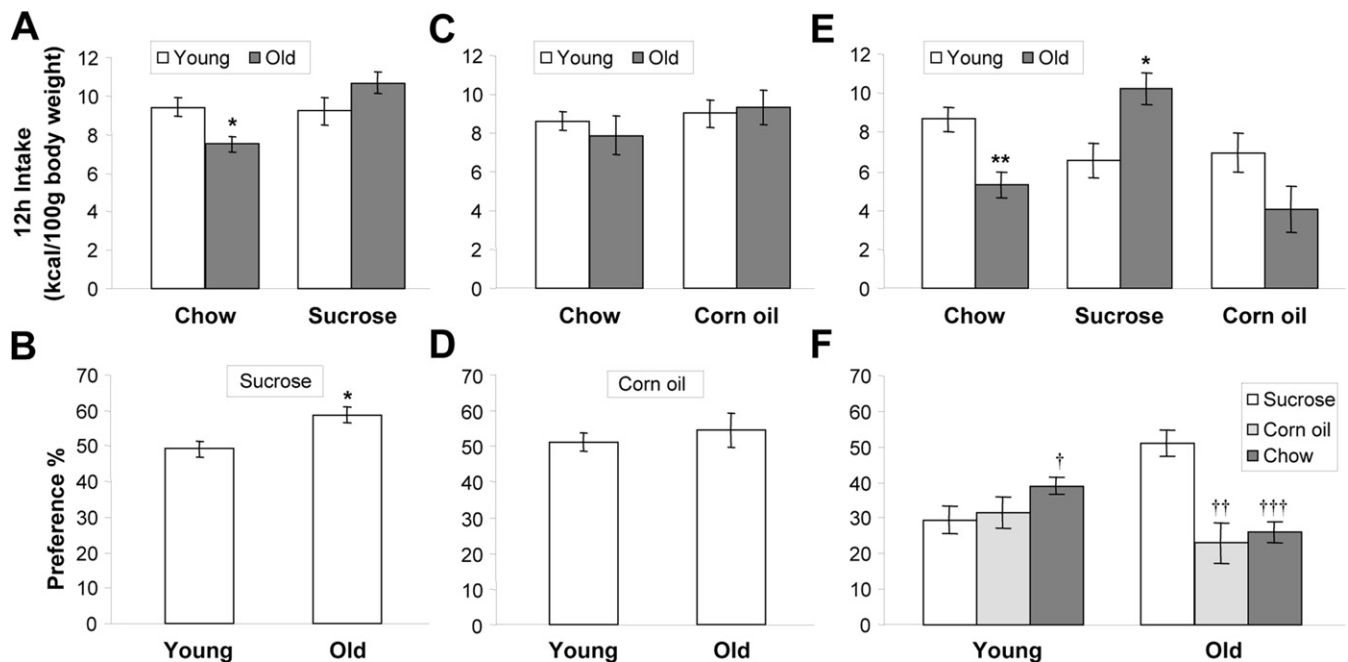 A
Young Old
12
10
8
6
4
2
0
*
Chow Sucrose
12h Intake
(kcal/100g body weight)
C
Young Old
12
10
8
6
4
2
0
Chow Corn oil
E
Young Old
12
10
8
6
4
2
0
**
*
Chow Sucrose Corn oil
B
Sucrose
70
60
50
40
30
20
10
0
*
Young Old
Preference %
D
Corn oil
70
60
50
40
30
20
10
0
Young Old
F
70
60
50
40
30
20
10
0
Sucrose
Corn oil
Chow
†
†† †††
Young Old